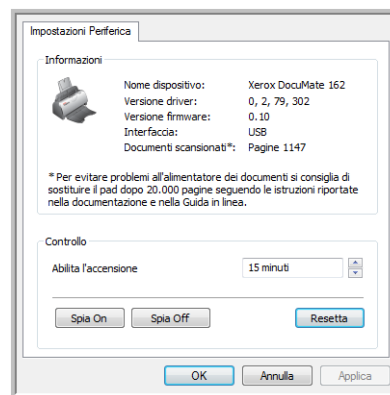 Impostazioni Periferica
Informazioni
Nome dispositivo: Xerox DocuMate 162
Versione driver: 0, 2, 79, 302
Versione firmware: 0.10
Interfaccia: USB
Documenti scansionati*: Pagine 1147
* Per evitare problemi all'alimentatore dei documenti si consiglia di
sostituire il pad dopo 20.000 pagine seguendo le istruzioni riportate
nella documentazione e nella Guida in linea.
Controllo
Abilita l'accensione 15 minuti
Spia On Spia Off Resetta
OK Annulla Applica